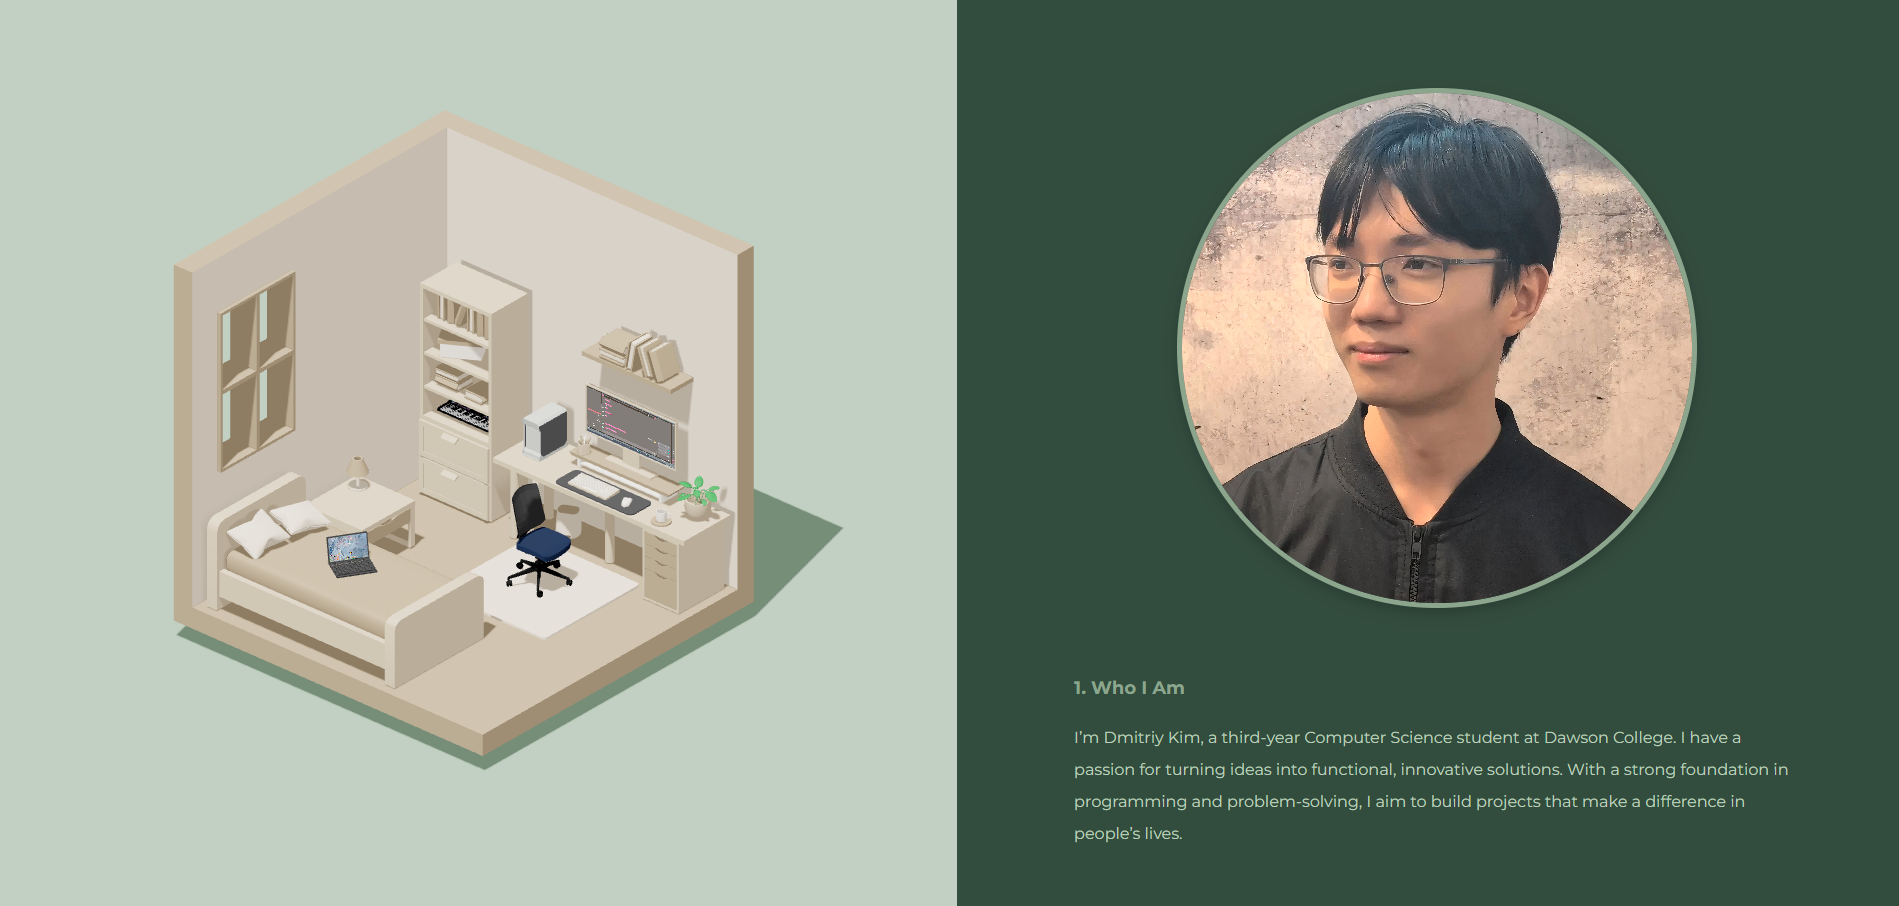 1. Who I Am
I’m Dmitriy Kim, a third-year Computer Science student at Dawson College. I have a
passion for turning ideas into functional, innovative solutions. With a strong foundation in
programming and problem-solving, I aim to build projects that make a difference in
people’s lives.